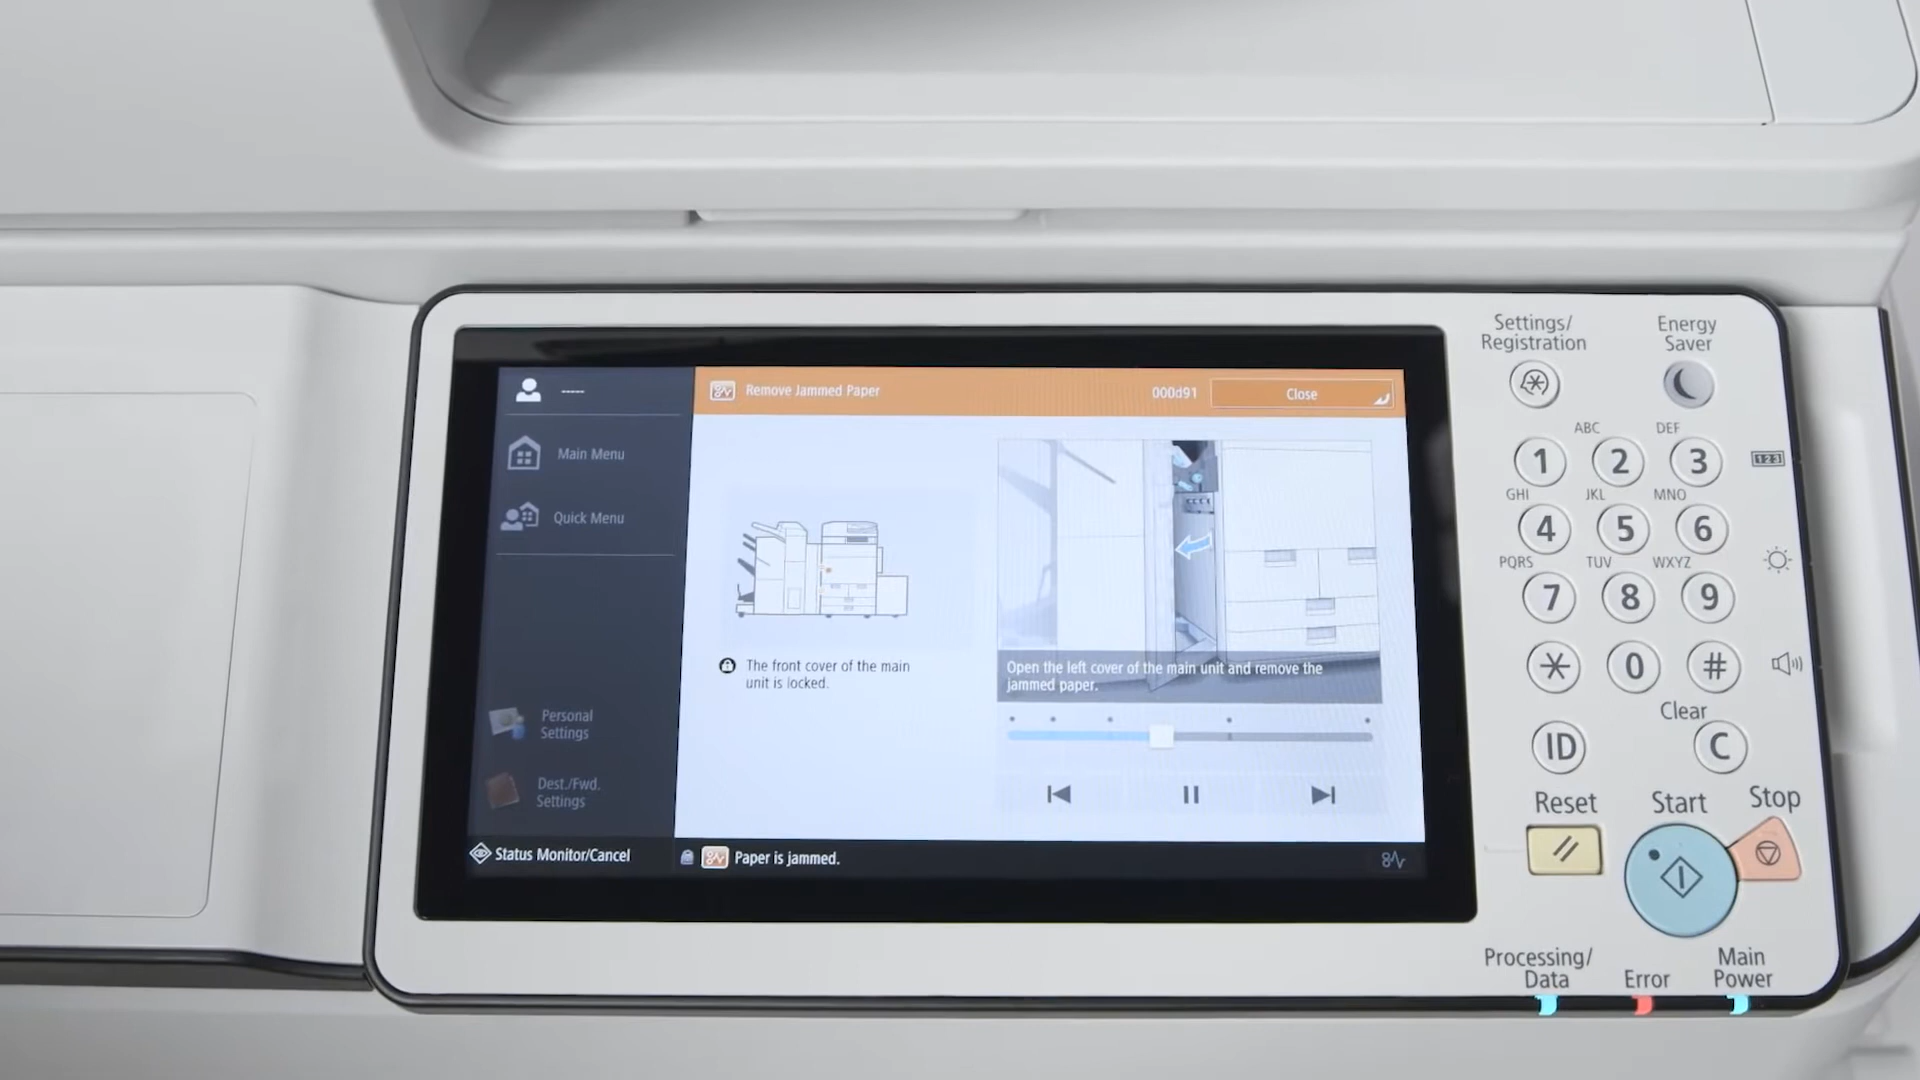 -----
Main Menu
Quick Menu
Personal
Settings
Dest./Fwd.
Settings
Status Monitor/Cancel
Remove Jammed Paper
000d91
Close
The front cover of the main
unit is locked.
Open the left cover of the main unit and remove the
jammed paper.
Paper is jammed.
Settings/
Registration
Energy
Saver
ABC
DEF
1
2
3
123
GHI
JKL
MNO
4
5
6
PQRS
TUV
WXYZ
7
8
9
*
0
#
Clear
ID
C
Reset
Start
Stop
Processing/
Data
Error
Main
Power